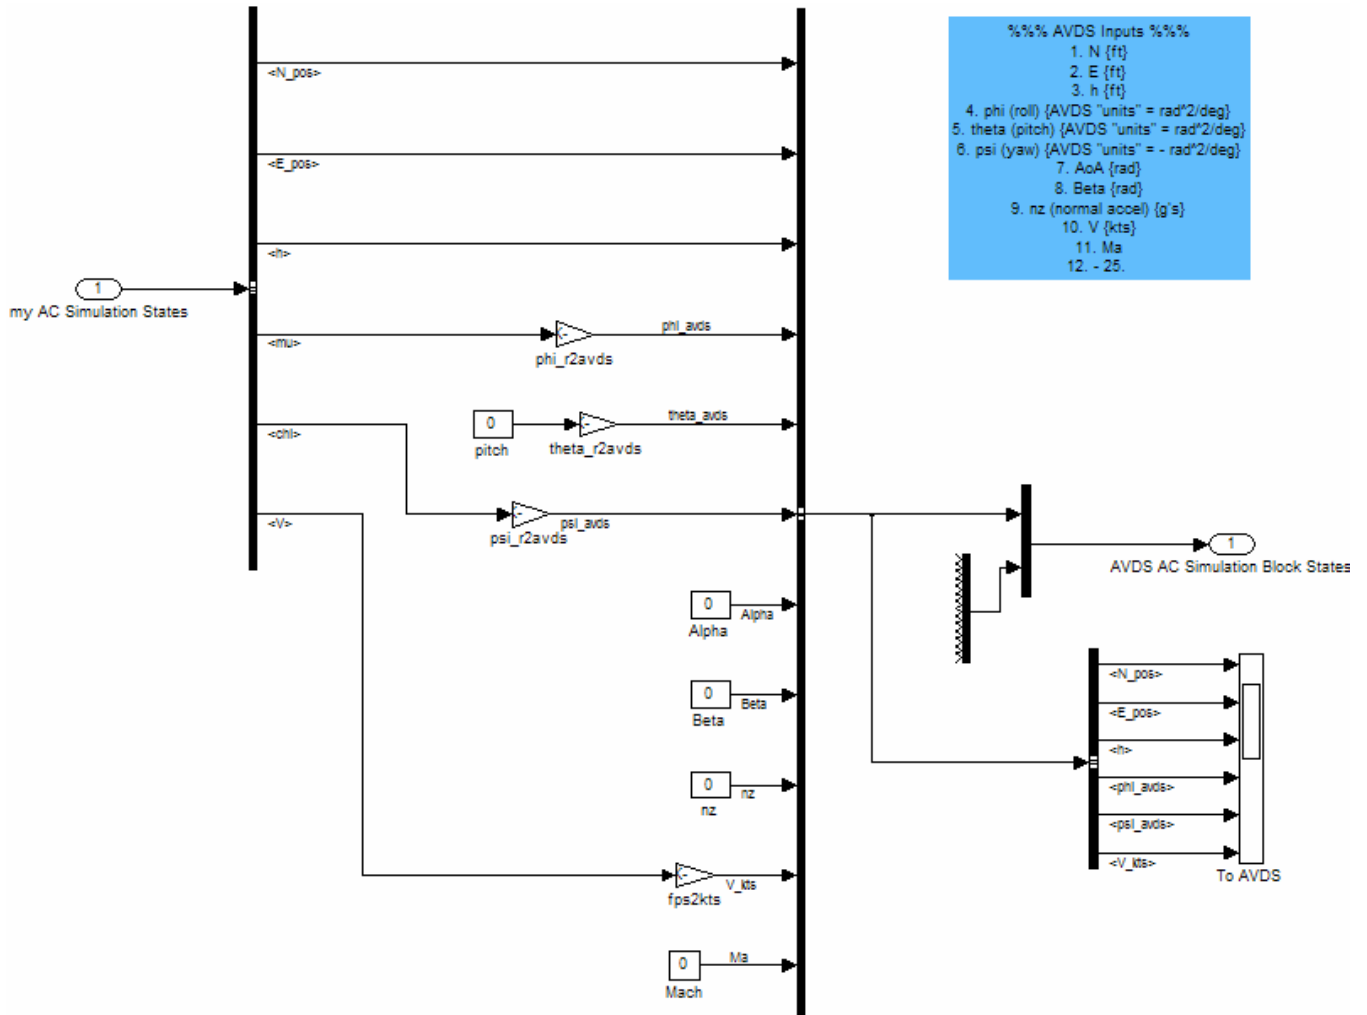 %%% AVDS Inputs %%%
1. N {ft}
2. E {ft}
3. h {ft}
4. phi (roll) {AVDS "units" = rad^2/deg}
5. theta (pitch) {AVDS "units" = rad^2/deg}
6. psi (yaw) {AVDS "units" = - rad^2/deg}
7. AoA {rad}
8. Beta {rad}
9. nz (normal accel) {g's}
10. V {kts}
11. Ma
12. - 25.
<N_pos>
<E_pos>
<h>
1
my AC Simulation States
<mu>
phi_avds
phi_r2avds
<chi>
0
pitch
theta_avds
theta_r2avds
<V>
psi_avds
psi_r2avds
1
AVDS AC Simulation Block States
0
Alpha
Alpha
0
Beta
Beta
0
nz
nz
V_kts
fps2kts
0
Ma
Mach
<N_pos>
<E_pos>
<h>
<phi_avds>
<psi_avds>
<V_kts>
To AVDS